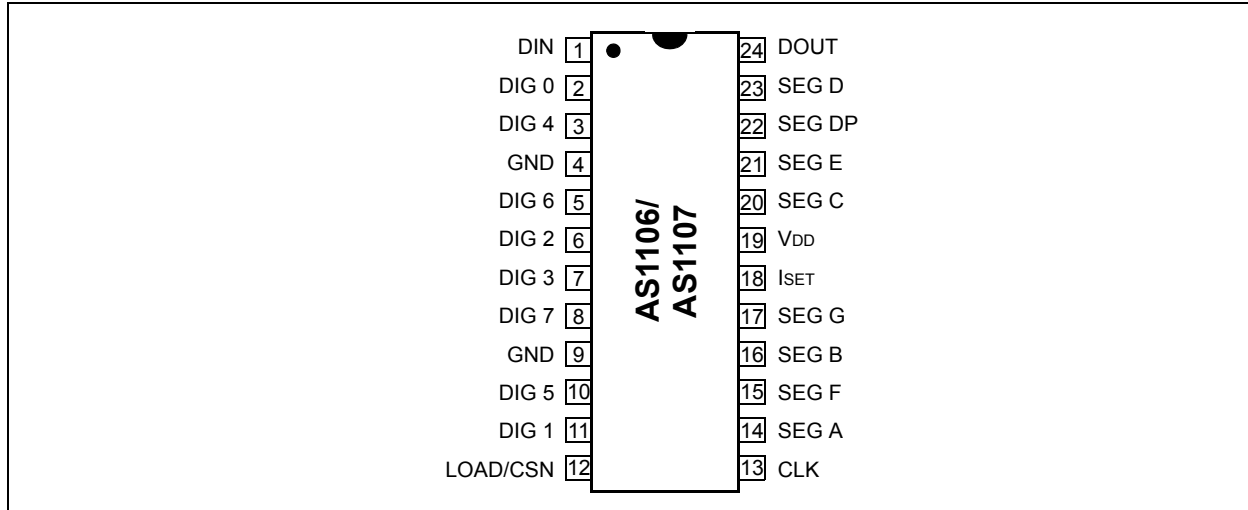 DIN 1 24 DOUT
DIG 0 2 23 SEG D
DIG 4 3 22 SEG DP
GND 4 21 SEG E
DIG 6 5 20 SEG C
DIG 2 6 19 VDD
DIG 3 7 18 ISET
DIG 7 8 17 SEG G
GND 9 16 SEG B
DIG 5 10 15 SEG F
DIG 1 11 14 SEG A
LOAD/CSN 12 13 CLK
AS1106/
AS1107